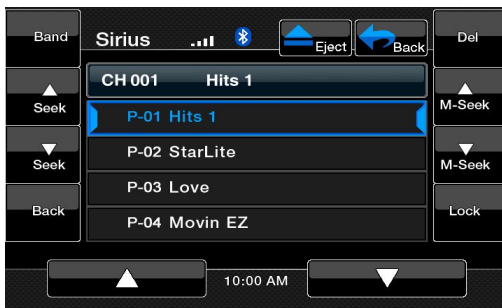 Band
Sirius
Eject
Back
Del
CH 001 Hits 1
Seek
M-Seek
P-01 Hits 1
P-02 StarLite
Seek
M-Seek
P-03 Love
Back
P-04 Movin EZ
Lock
10:00 AM